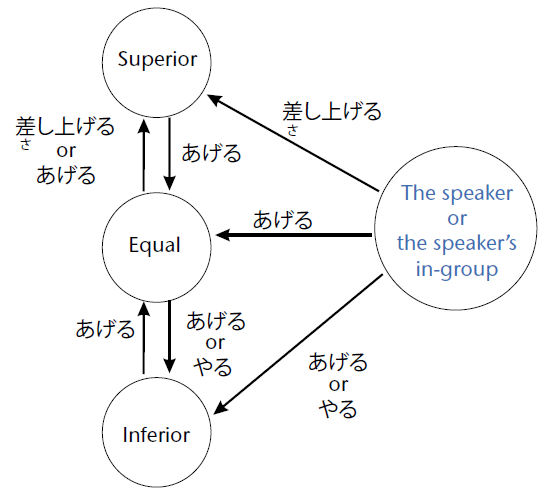 Superior
差し上げる
さ
or
あげる
あげる
差し上げる
さ
The speaker
or
the speaker's
in-group
あげる
Equal
あげる
あげる
or
やる
あげる
or
やる
Inferior